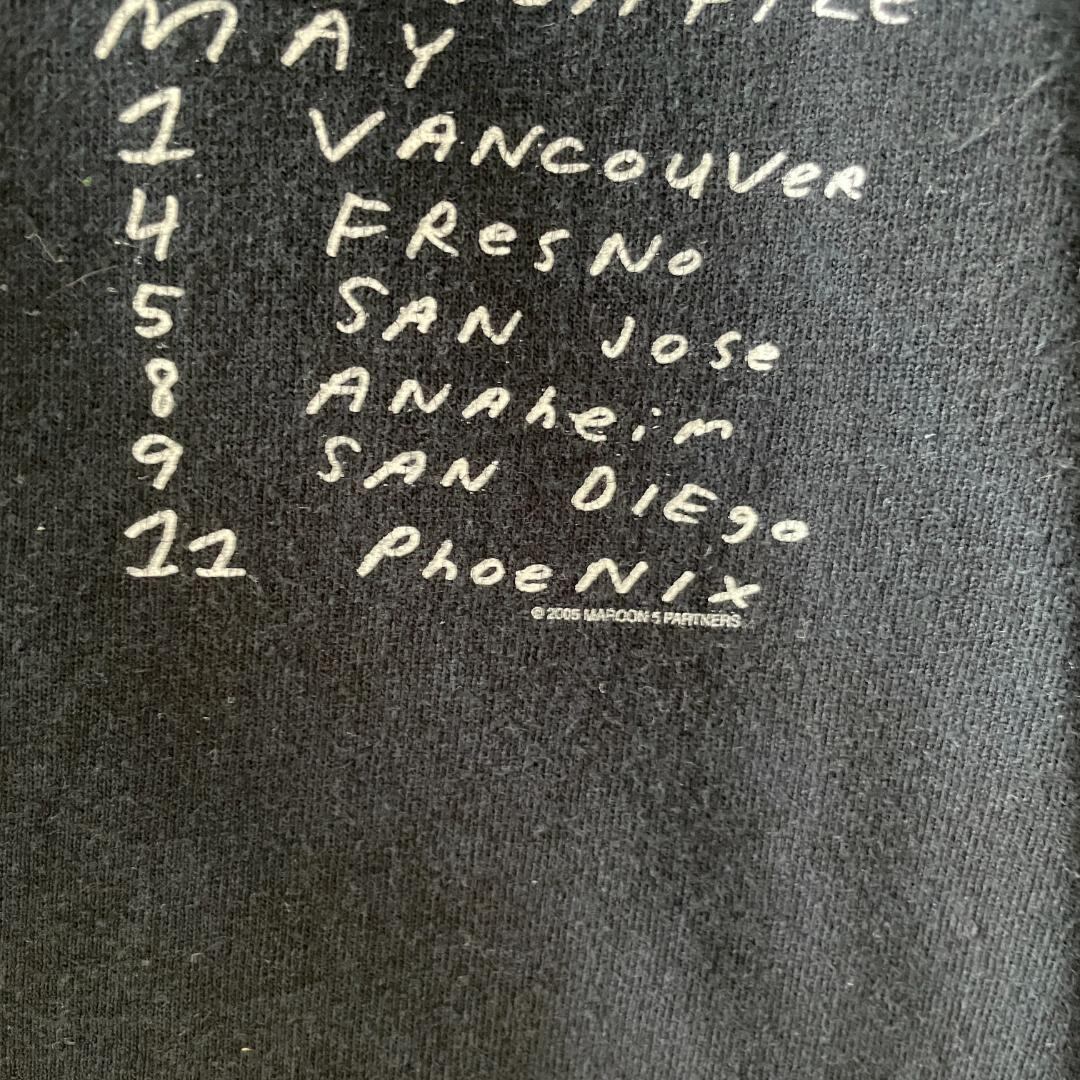 MAY
1 VANCOUVeR
4 FResNo
5 SAN Jose
8 ANAheim
9 SAN DIEgo
11 PhoeNIX
© 2005 MAROON 5 PARTNERS